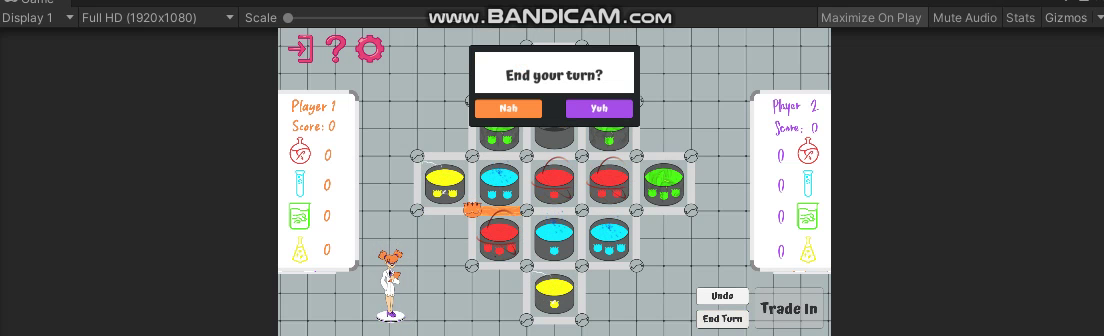 Game
WWW.BANDICAM.COM
Display 1 Full HD (1920x1080) Scale Maximize On Play Mute Audio Stats Gizmos
End your turn?
Nah Yuh
Player 1
Score: 0
0
0
0
0
Player 2
Score: 0
0
0
0
0
Undo
End Turn
Trade In